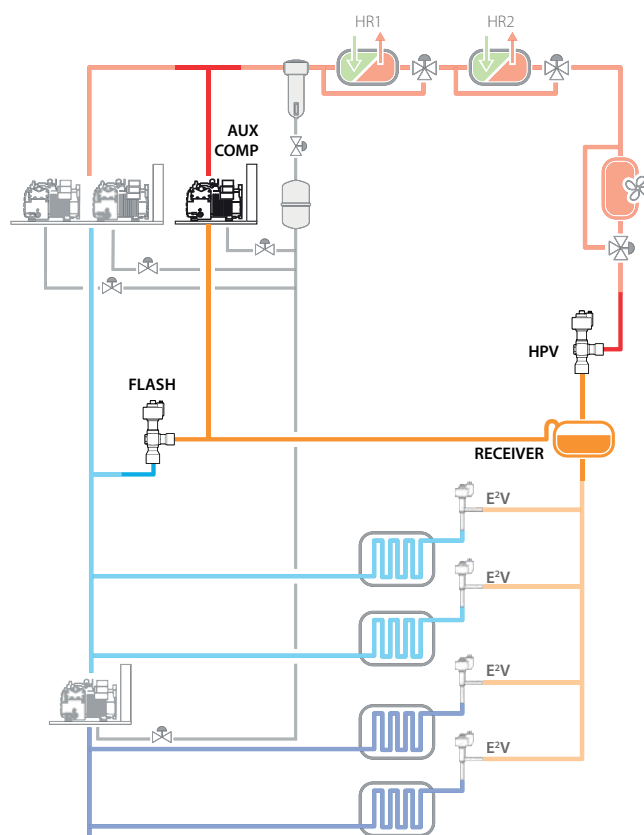 HR1
HR2
AUX
COMP
HPV
FLASH
RECEIVER
E²V
E²V
E²V
E²V